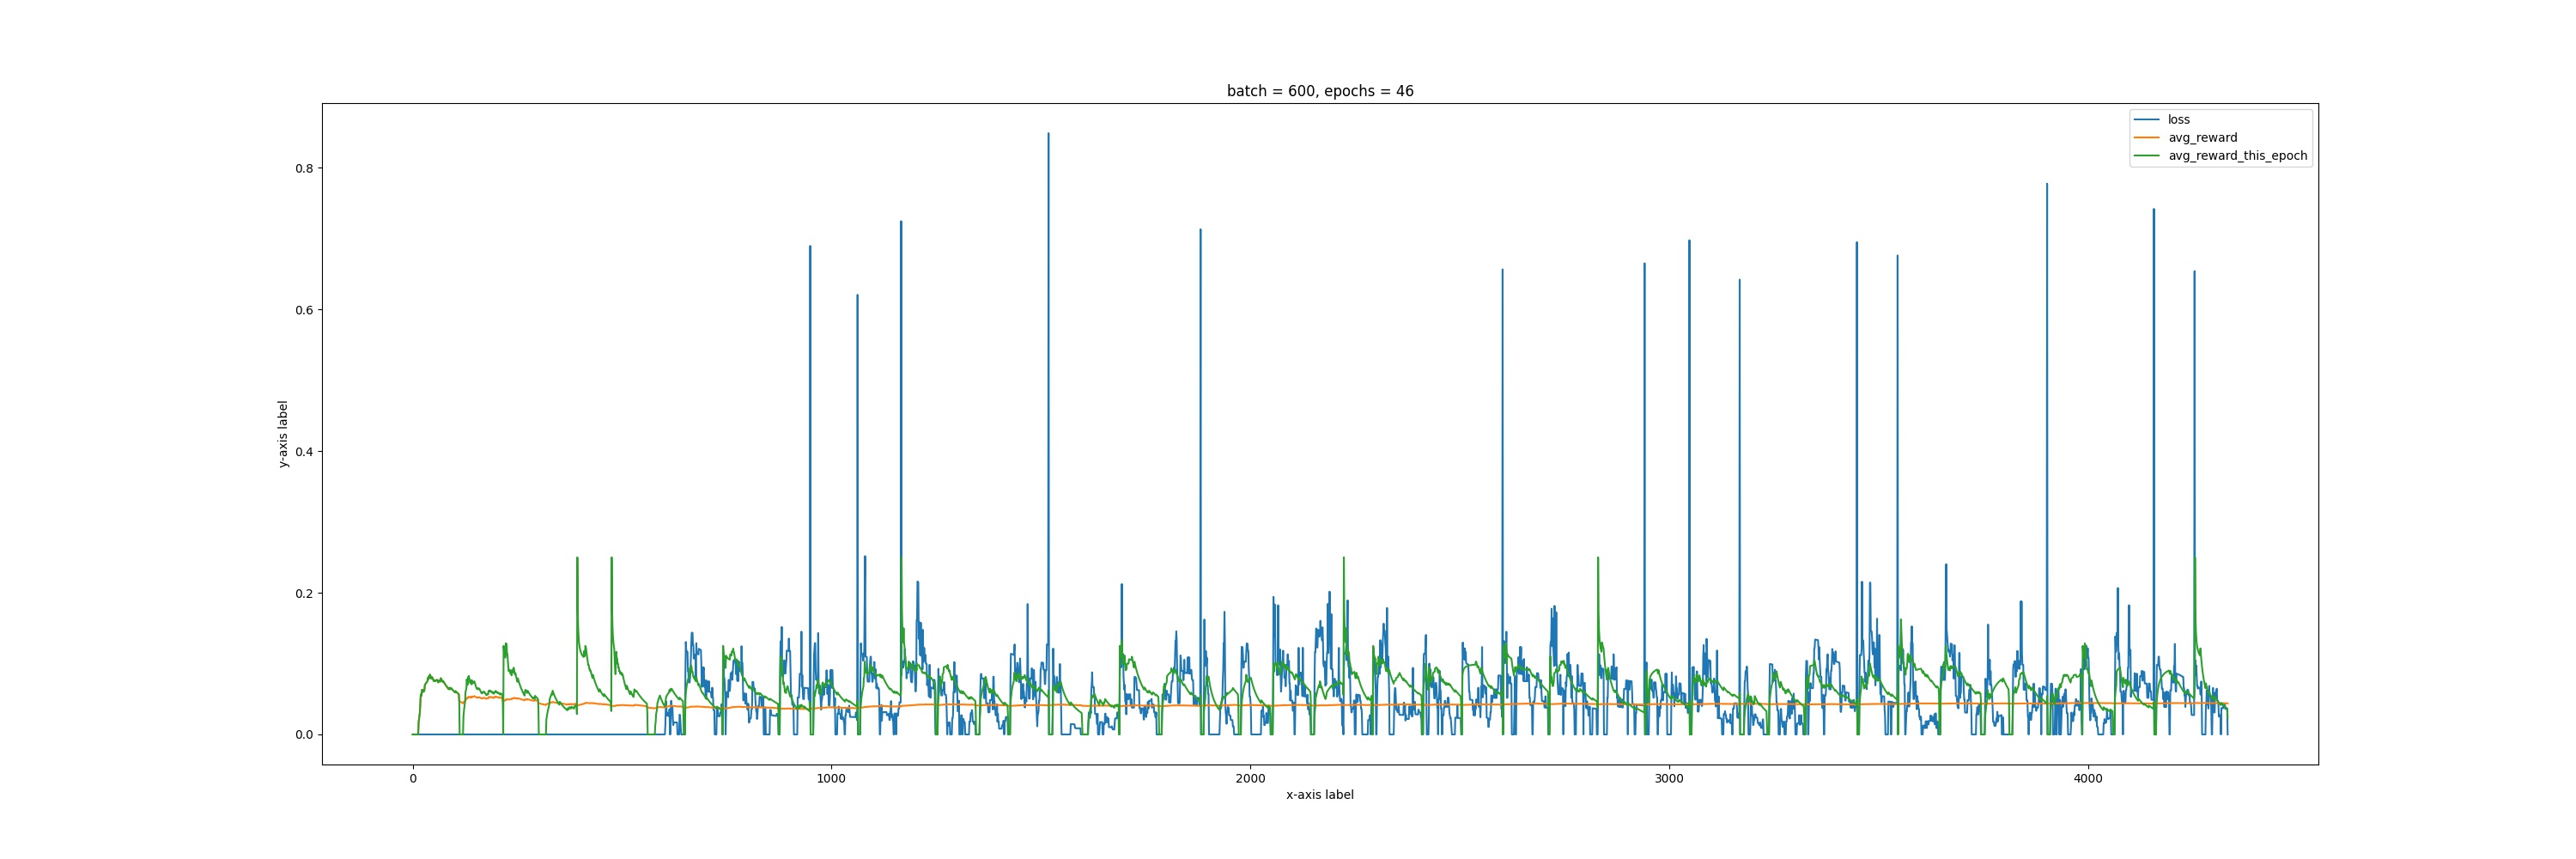 batch = 600, epochs = 46
loss
avg_reward
avg_reward_this_epoch
y-axis label
0.8
0.6
0.4
0.2
0.0
0 1000 2000 3000 4000
x-axis label